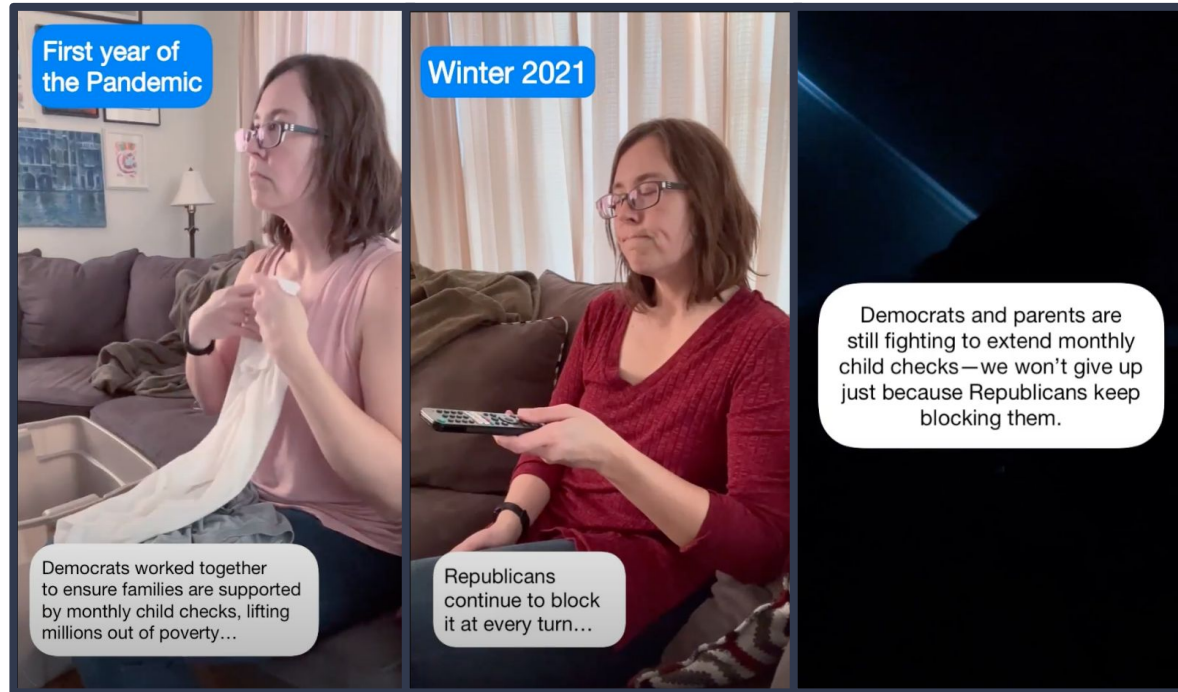 First year of
the Pandemic
Democrats worked together
to ensure families are supported
by monthly child checks, lifting
millions out of poverty…
Winter 2021
Republicans
continue to block
it at every turn…
Democrats and parents are
still fighting to extend monthly
child checks—we won’t give up
just because Republicans keep
blocking them.